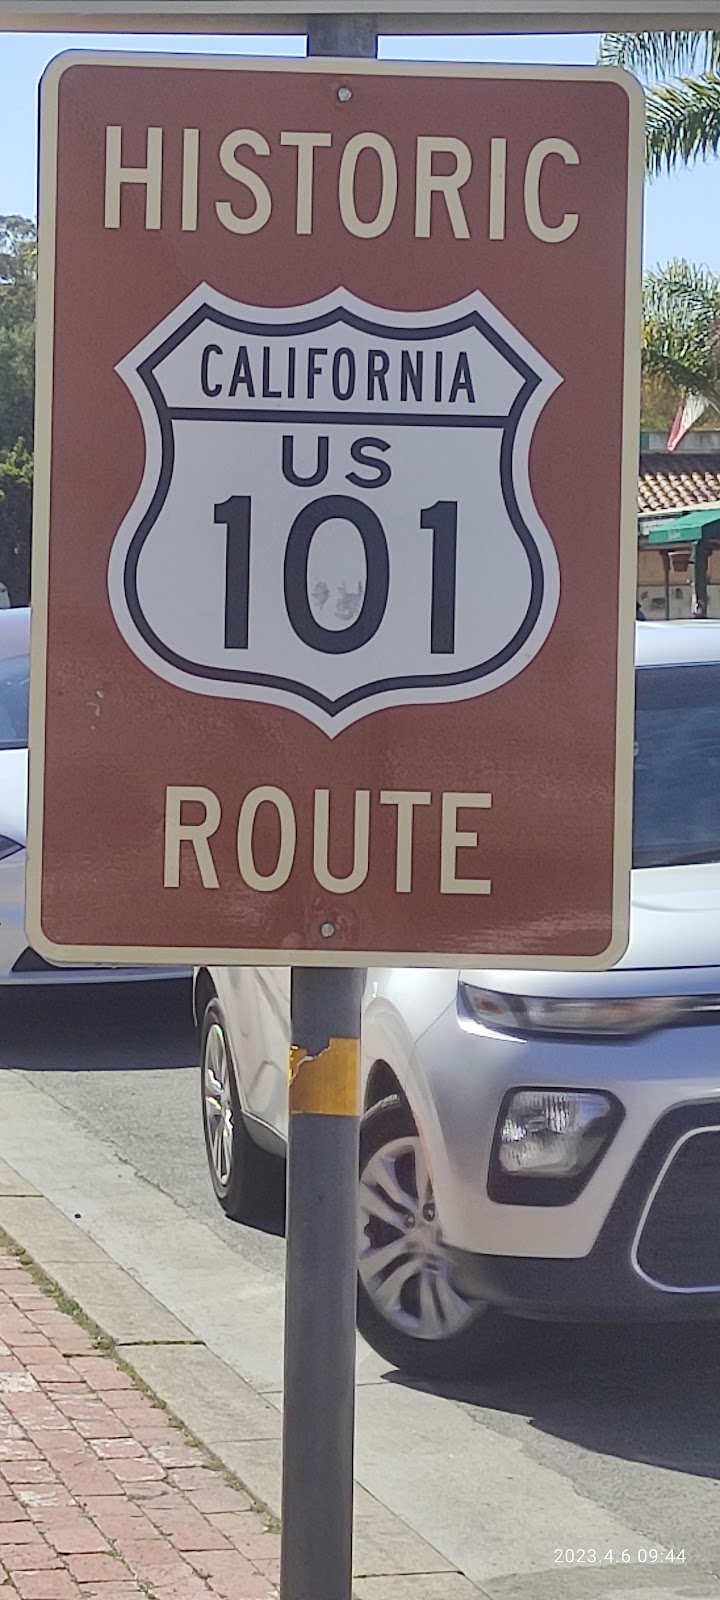 HISTORIC
CALIFORNIA
US
101
ROUTE
2023.4.6 09:44